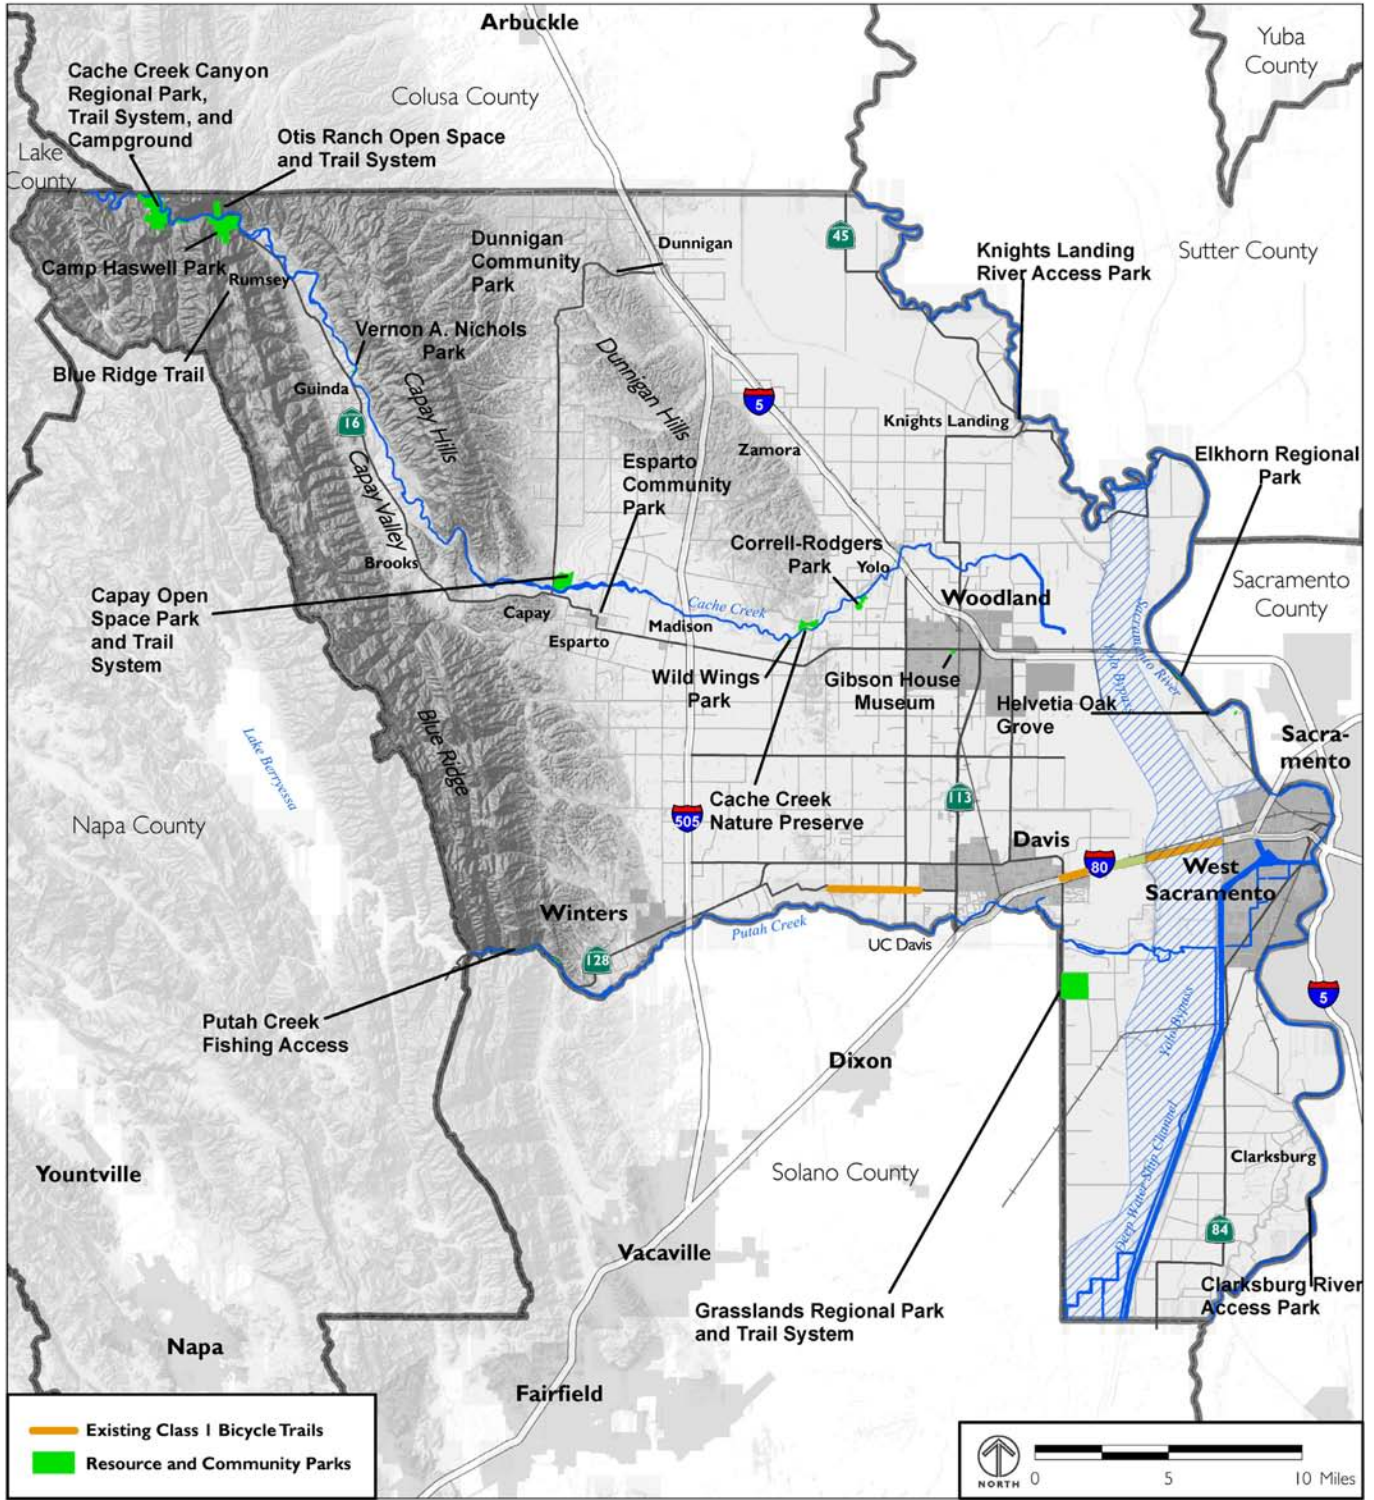 Arbuckle
Yuba
County
Cache Creek Canyon
Regional Park,
Trail System, and
Campground
Colusa County
Otis Ranch Open Space
and Trail System
Lake
County
45
Dunnigan
Community
Park
Dunnigan
Knights Landing
River Access Park
Sutter County
Camp Haswell Park
Rumsey
Vernon A. Nichols
Park
Blue Ridge Trail
Guinda
16
Capay Hills
Dunnigan Hills
5
Knights Landing
Zamora
Elkhorn Regional
Park
Esparto
Community
Park
Capay Valley
Brooks
Correll-Rodgers
Park
Yolo
Woodland
Sacramento
County
Capay Open
Space Park
and Trail
System
Capay
Esparto
Madison
Cache Creek
Sacramento River
Yolo Bypass
Wild Wings
Park
Gibson House
Museum
Helvetia Oak
Grove
Blue Ridge
Lake Berryessa
Sacra-
mento
Napa County
505
Cache Creek
Nature Preserve
113
Davis
80
West
Sacramento
Winters
Putah Creek
UC Davis
128
5
Putah Creek
Fishing Access
Yolo Bypass
Dixon
Deep Water Ship Channel
Clarksburg
Yountville
Solano County
84
Vacaville
Clarksburg River
Access Park
Grasslands Regional Park
and Trail System
Napa
Fairfield
Existing Class 1 Bicycle Trails
Resource and Community Parks
NORTH
0 5 10 Miles